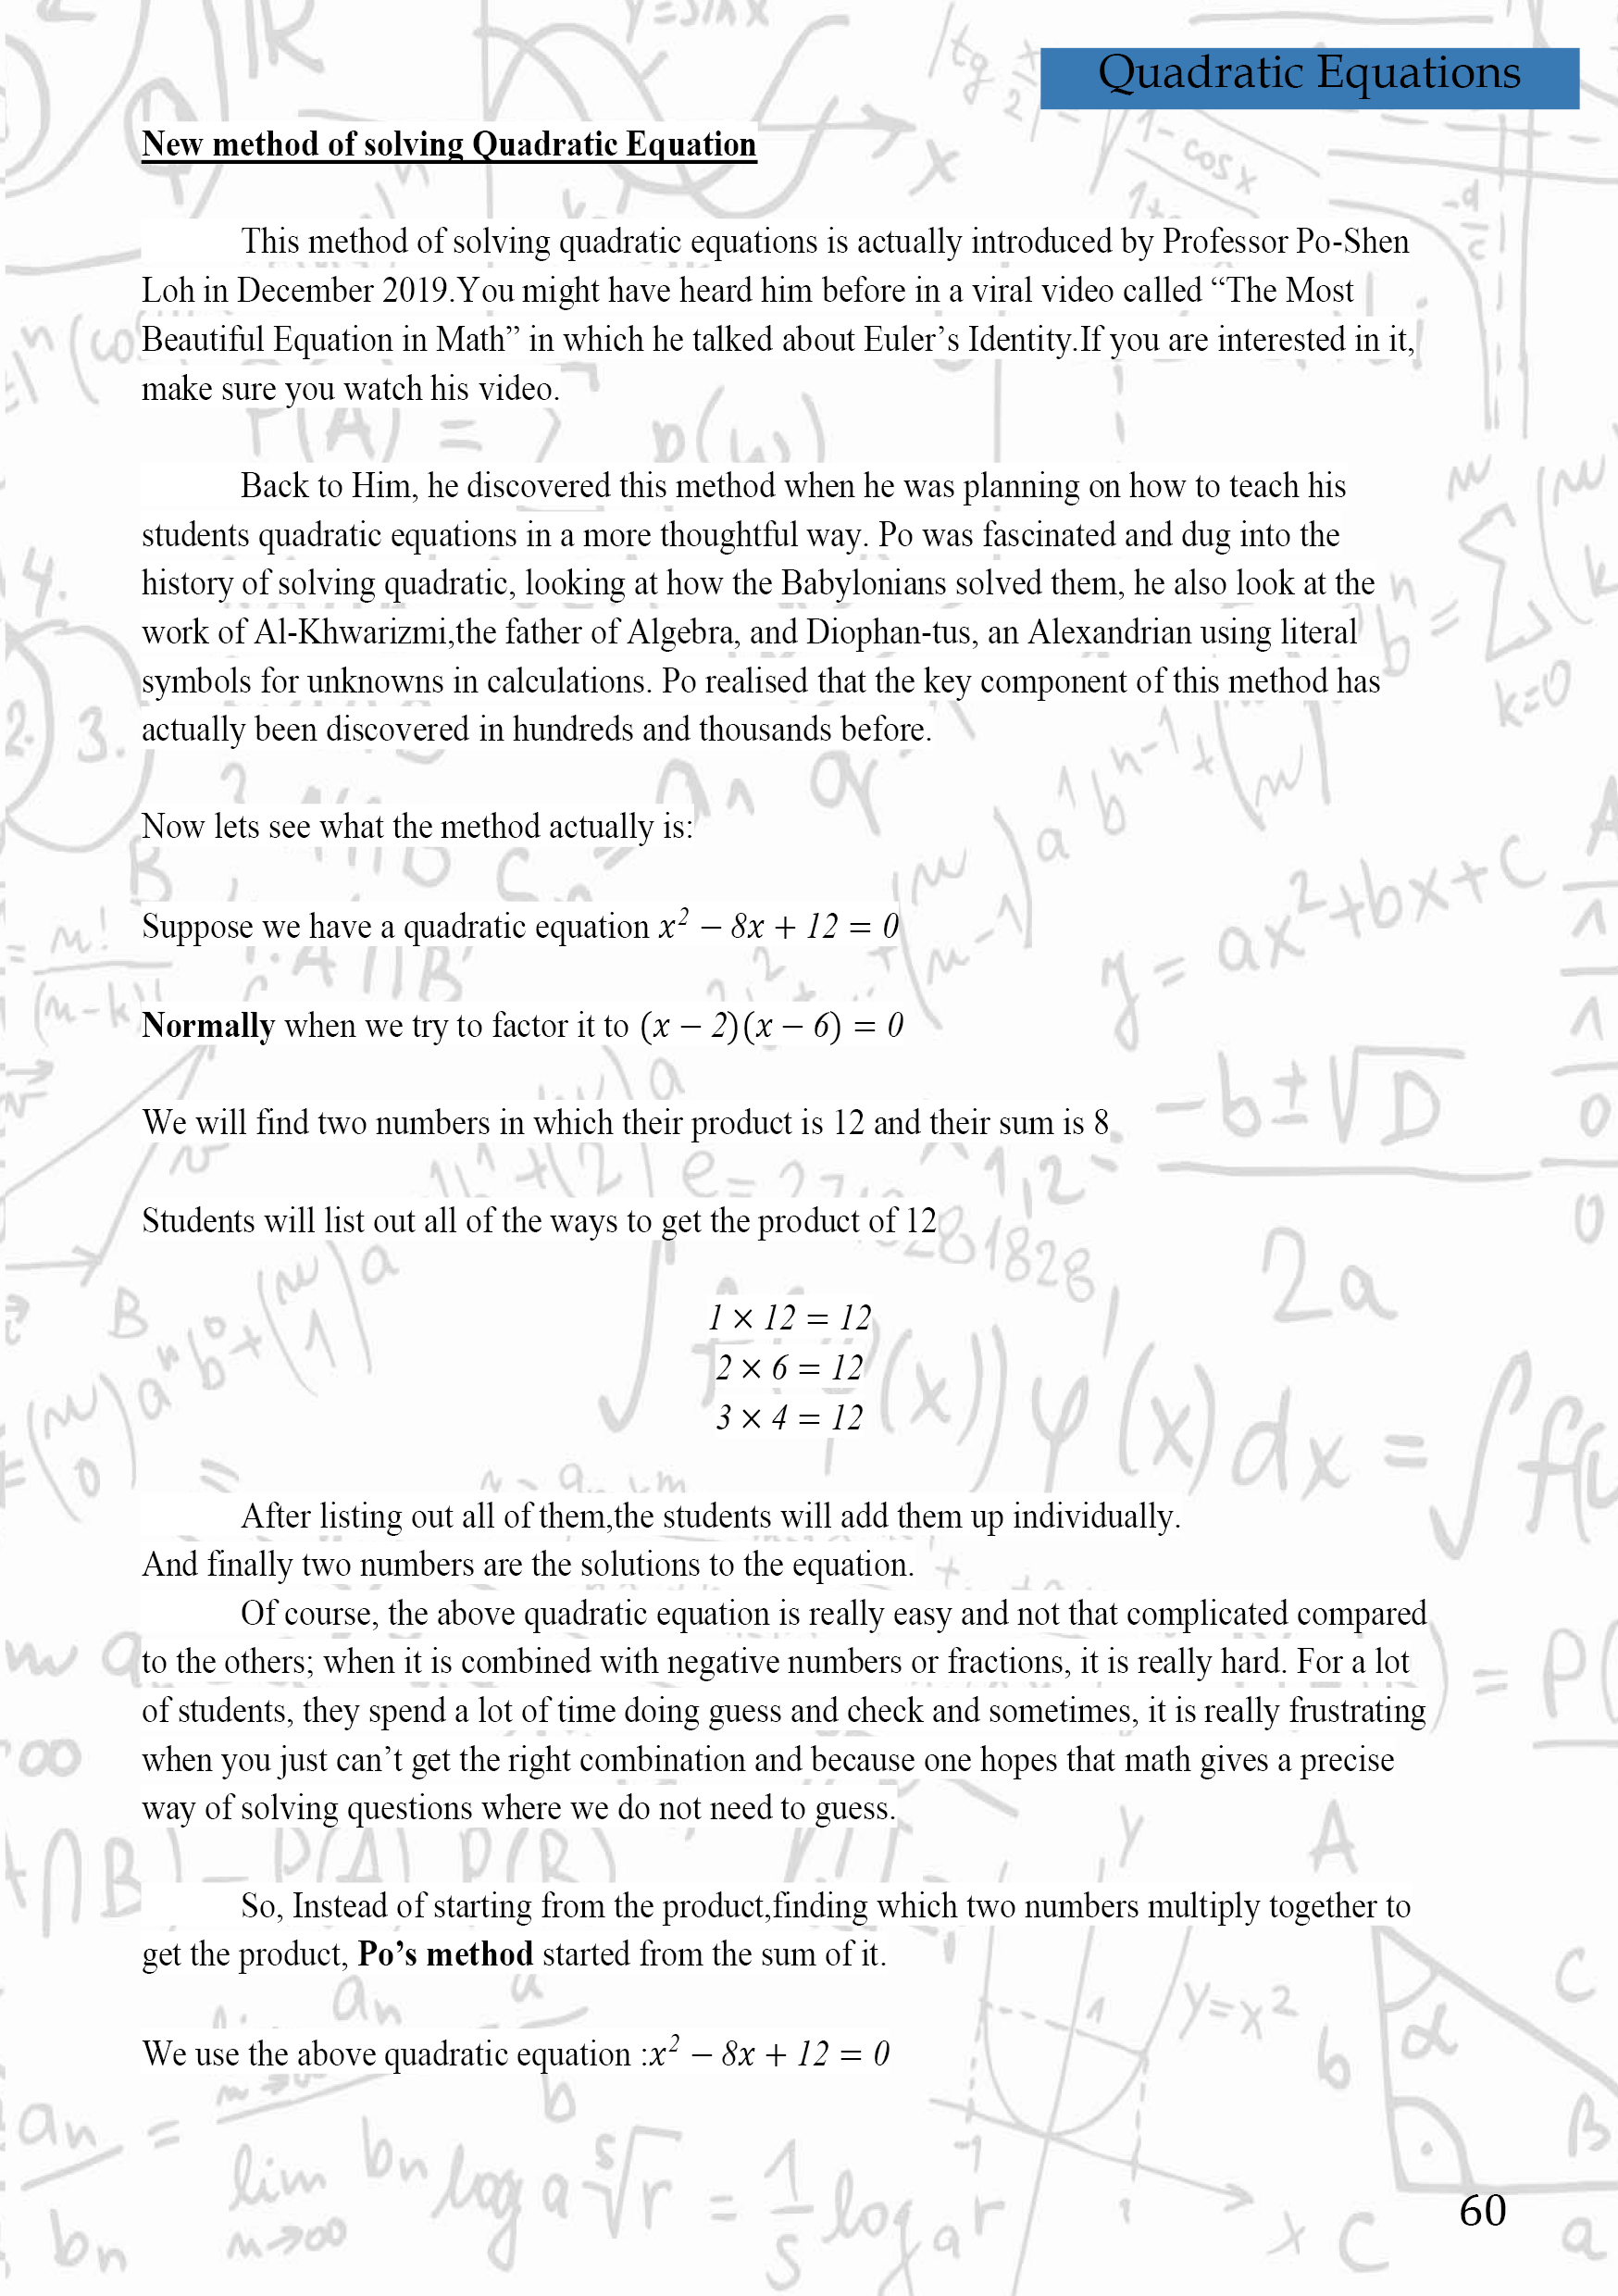 Quadratic Equations
New method of solving Quadratic Equation
This method of solving quadratic equations is actually introduced by Professor Po-Shen
Loh in December 2019.You might have heard him before in a viral video called “The Most
Beautiful Equation in Math” in which he talked about Euler’s Identity.If you are interested in it,
make sure you watch his video.
Back to Him, he discovered this method when he was planning on how to teach his
students quadratic equations in a more thoughtful way. Po was fascinated and dug into the
history of solving quadratic, looking at how the Babylonians solved them, he also look at the
work of Al-Khwarizmi,the father of Algebra, and Diophan-tus, an Alexandrian using literal
symbols for unknowns in calculations. Po realised that the key component of this method has
actually been discovered in hundreds and thousands before.
Now lets see what the method actually is:
Suppose we have a quadratic equation x² − 8x + 12 = 0
Normally when we try to factor it to (x − 2)(x − 6) = 0
We will find two numbers in which their product is 12 and their sum is 8
Students will list out all of the ways to get the product of 12
1 × 12 = 12
2 × 6 = 12
3 × 4 = 12
After listing out all of them,the students will add them up individually.
And finally two numbers are the solutions to the equation.
Of course, the above quadratic equation is really easy and not that complicated compared
to the others; when it is combined with negative numbers or fractions, it is really hard. For a lot
of students, they spend a lot of time doing guess and check and sometimes, it is really frustrating
when you just can’t get the right combination and because one hopes that math gives a precise
way of solving questions where we do not need to guess.
So, Instead of starting from the product,finding which two numbers multiply together to
get the product, Po’s method started from the sum of it.
We use the above quadratic equation :x² − 8x + 12 = 0
60